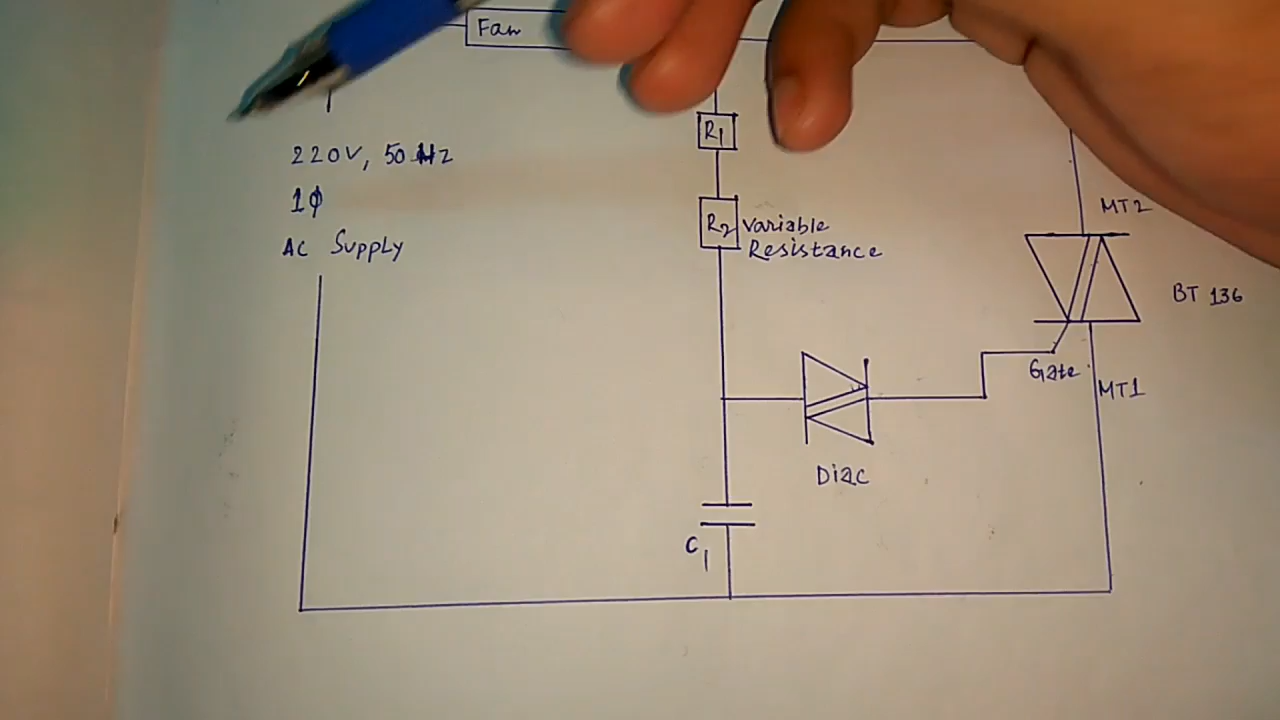 Fan
220V, 50 Hz
1φ
AC Supply
R1
R2 Variable
Resistance
MT2
BT 136
Gate
MT1
Diac
C1